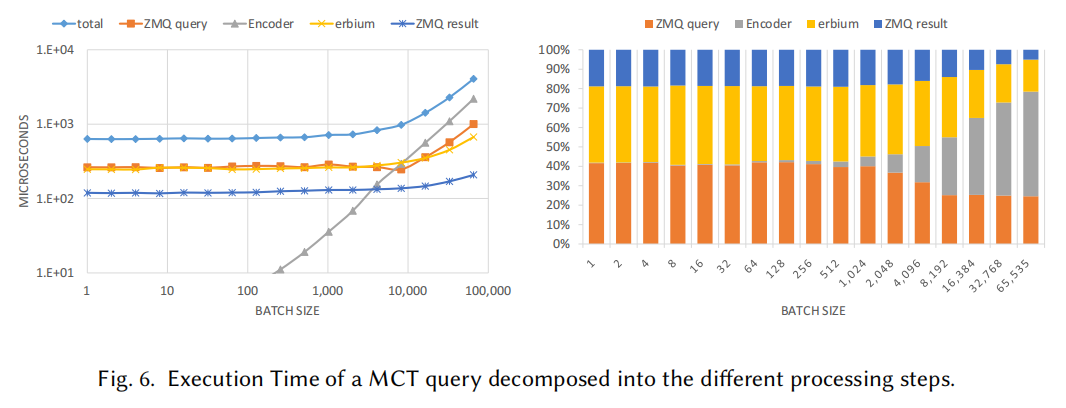 total ZMQ query Encoder erbium ZMQ result
1.E+04
1.E+03
1.E+02
1.E+01
MICROSECONDS
1 10 100 1,000 10,000 100,000
BATCH SIZE
ZMQ query Encoder erbium ZMQ result
100%
90%
80%
70%
60%
50%
40%
30%
20%
10%
0%
1 2 4 8 16 32 64 128 256 512 1,024 2,048 4,096 8,192 16,384 32,768 65,535
BATCH SIZE
Fig. 6. Execution Time of a MCT query decomposed into the different processing steps.